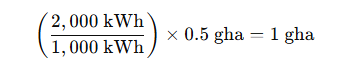 (2,000 kWh / 1,000 kWh) × 0.5 gha = 1 gha